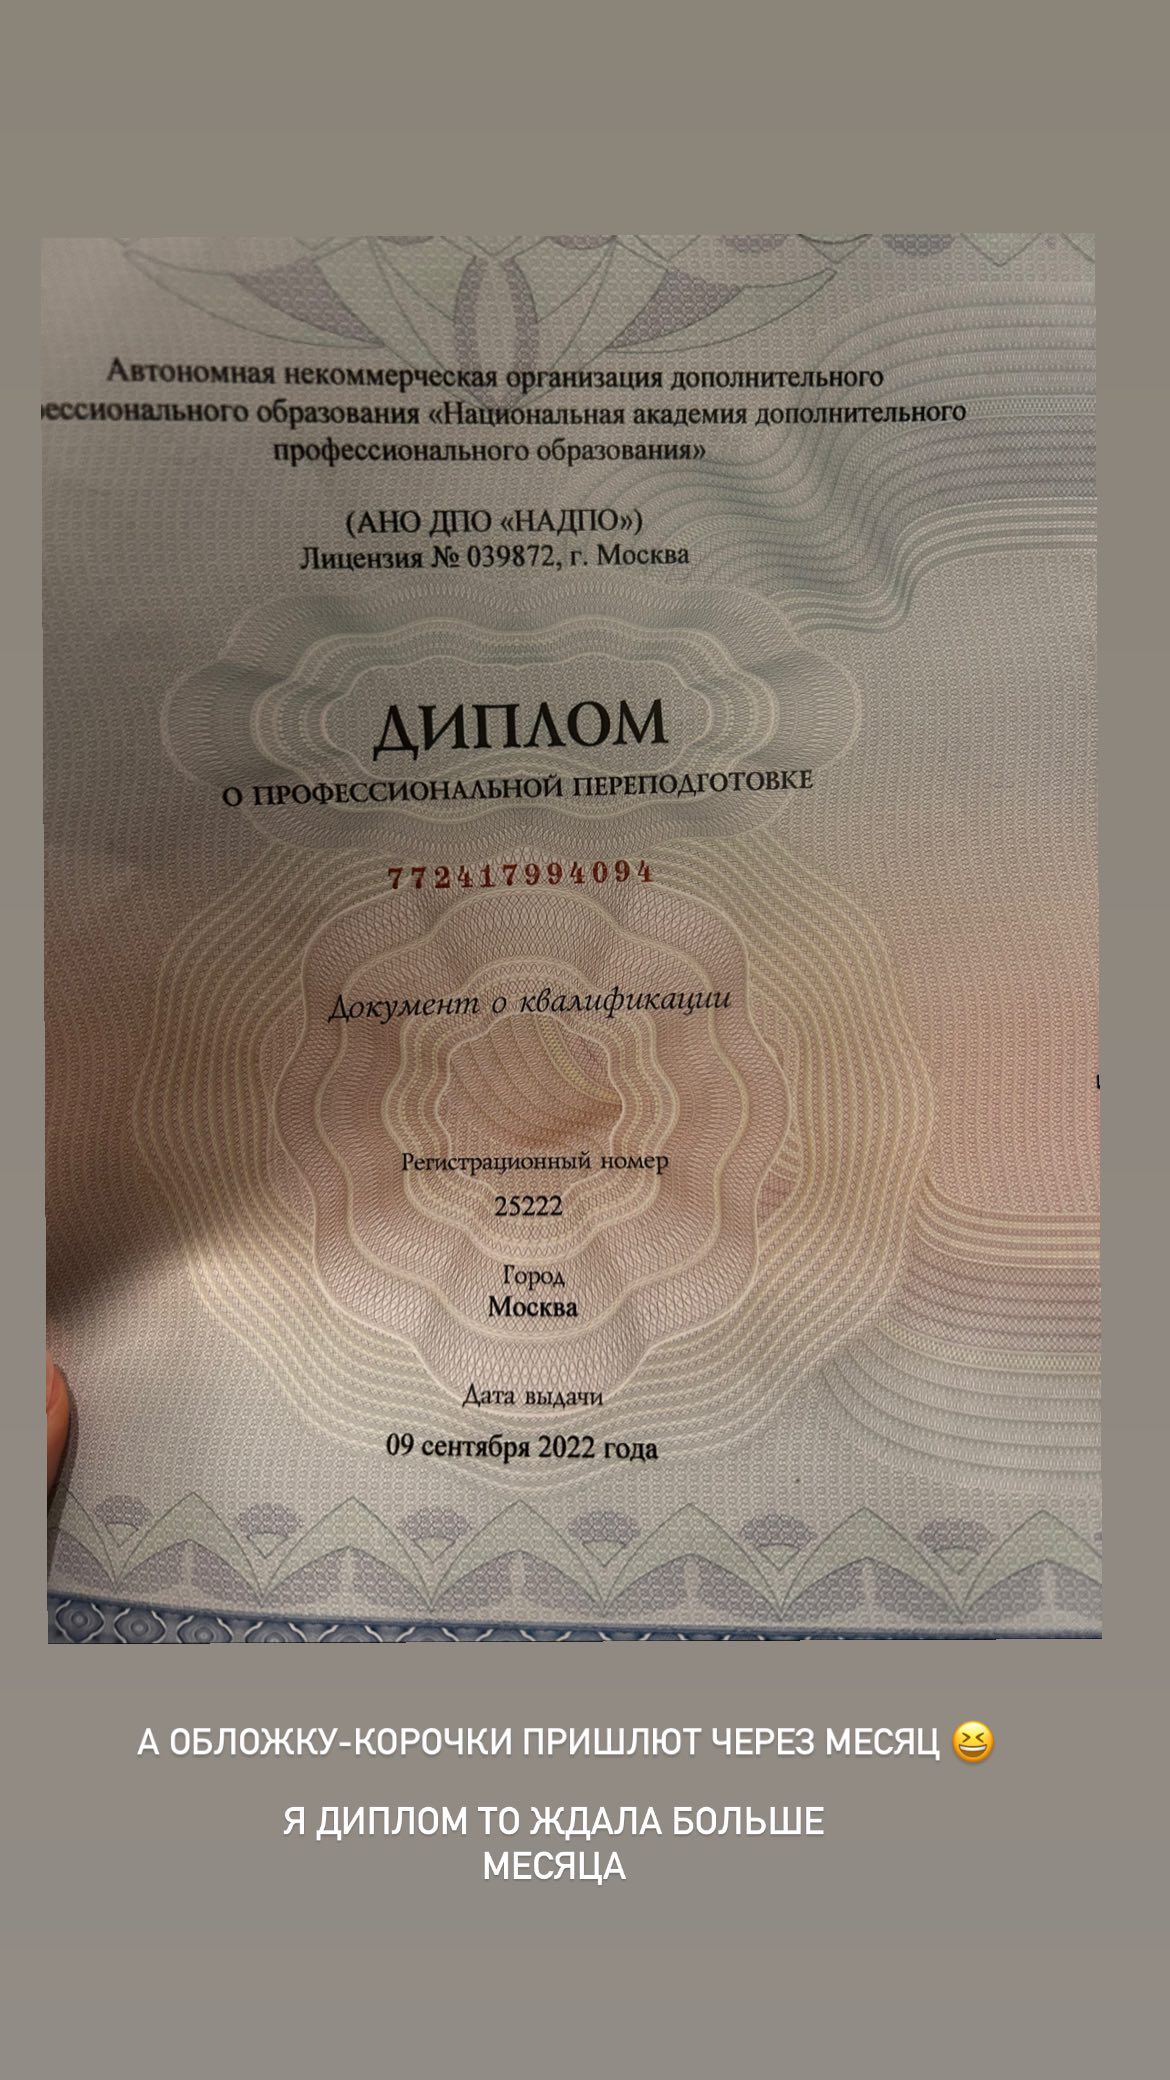 Автономная некоммерческая организация дополнительного
ессионального образования «Национальная академия дополнительного
профессионального образования»
(АНО ДПО «НАДПО»)
Лицензия № 039872, г. Москва
ДИПЛОМ
О ПРОФЕССИОНАЛЬНОЙ ПЕРЕПОДГОТОВКЕ
772417994094
Документ о квалификации
Регистрационный номер
25222
Город
Москва
Дата выдачи
09 сентября 2022 года
А ОБЛОЖКУ-КОРОЧКИ ПРИШЛЮТ ЧЕРЕЗ МЕСЯЦ 😆
Я ДИПЛОМ ТО ЖДАЛА БОЛЬШЕ
МЕСЯЦА